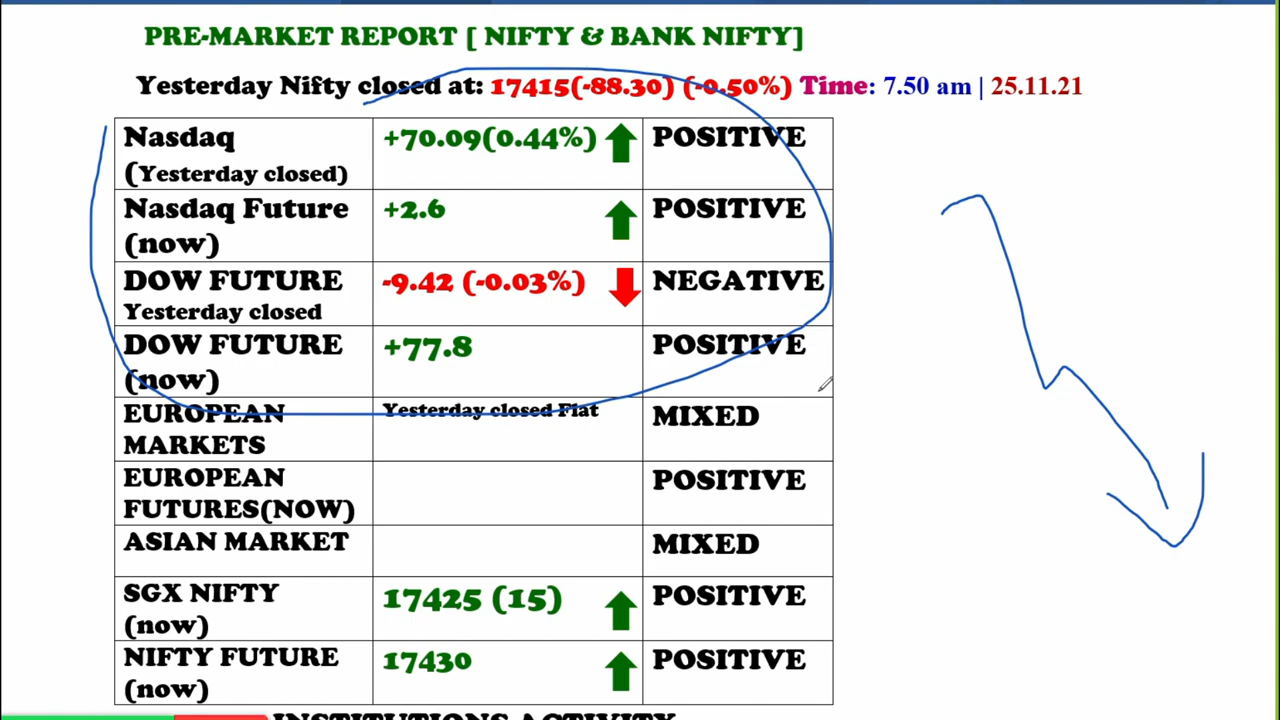 PRE-MARKET REPORT [ NIFTY & BANK NIFTY]
Yesterday Nifty closed at: 17415(-88.30) (-0.50%) Time: 7.50 am | 25.11.21
Nasdaq +70.09(0.44%) POSITIVE
(Yesterday closed)
Nasdaq Future +2.6 POSITIVE
(now)
DOW FUTURE -9.42 (-0.03%) NEGATIVE
Yesterday closed
DOW FUTURE +77.8 POSITIVE
(now)
EUROPEAN Yesterday closed Flat MIXED
MARKETS
EUROPEAN POSITIVE
FUTURES(NOW)
ASIAN MARKET MIXED
SGX NIFTY 17425 (15) POSITIVE
(now)
NIFTY FUTURE 17430 POSITIVE
(now)
INSTITUTIONS ACTIVITY